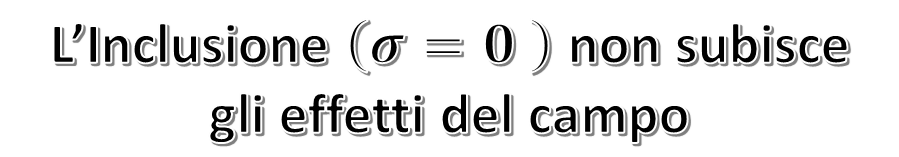 L’Inclusione (σ = 0 ) non subisce
gli effetti del campo